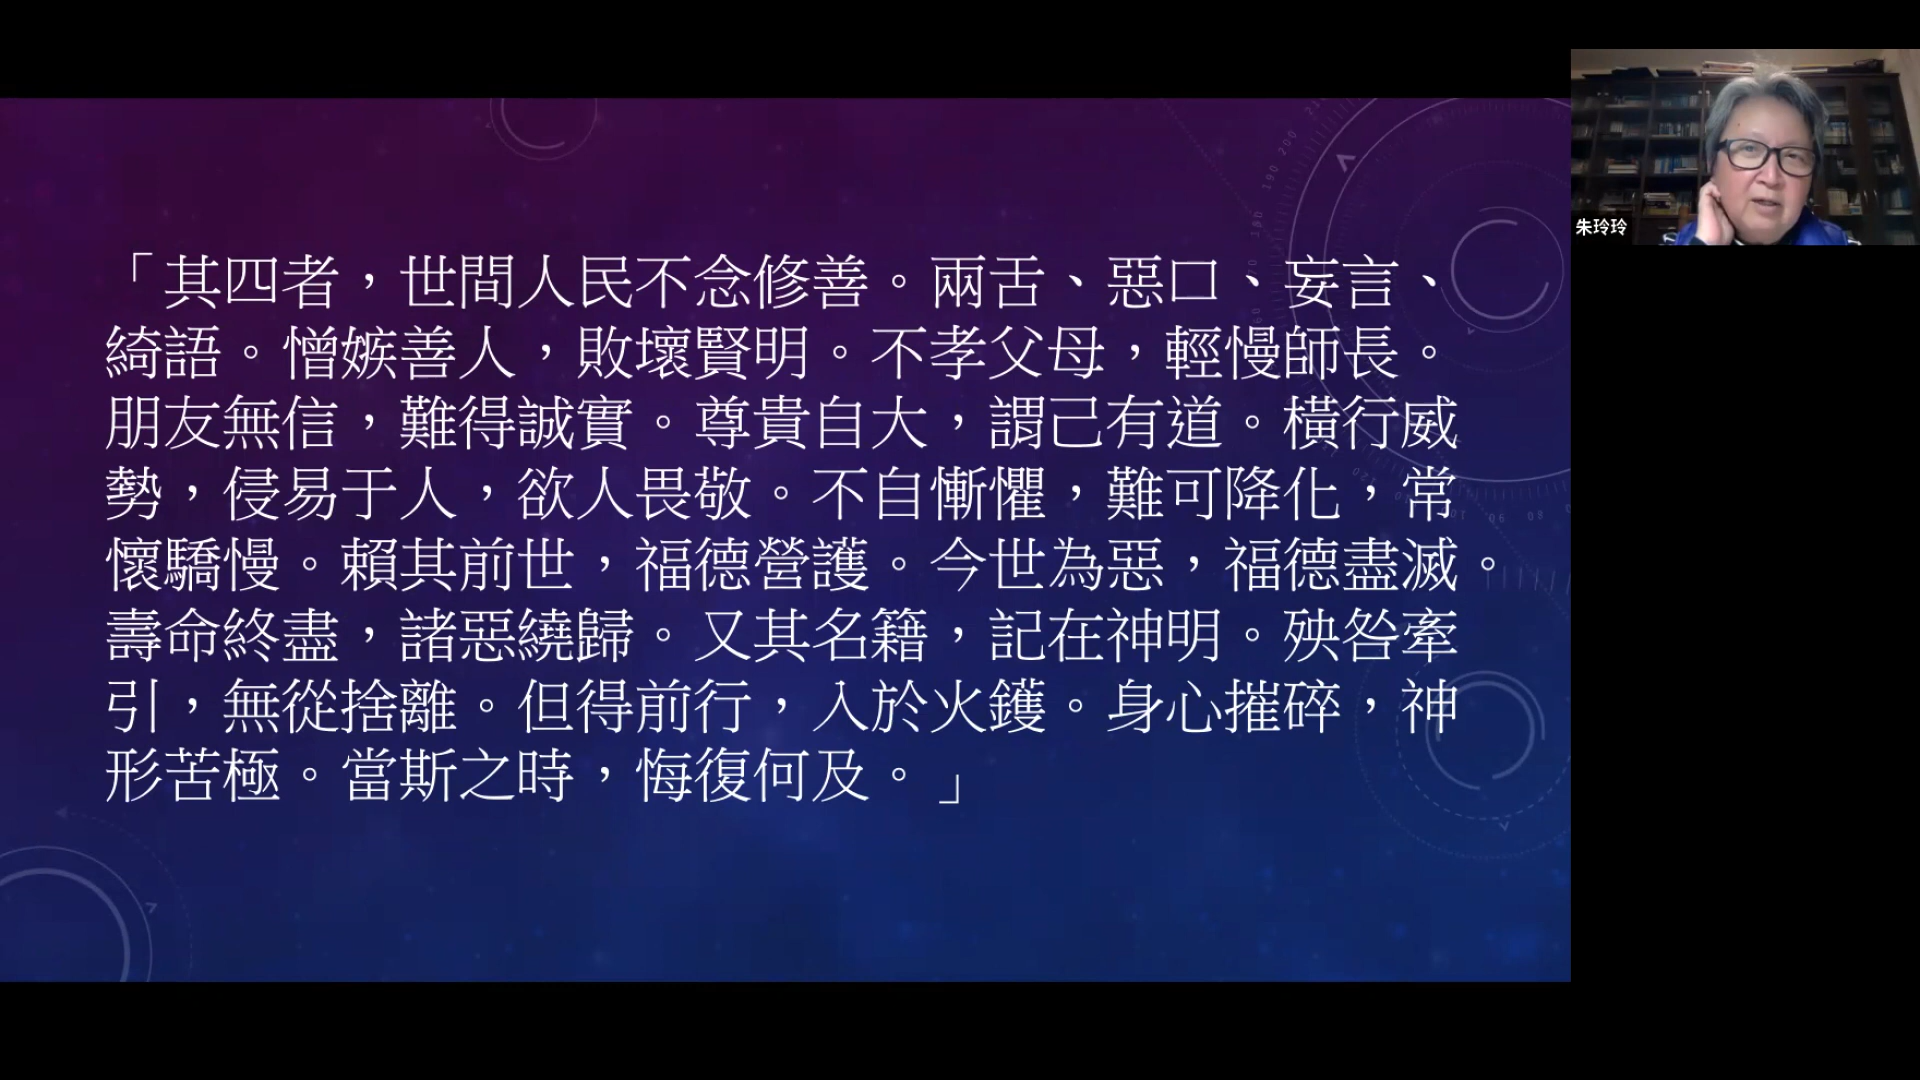 「其四者，世間人民不念修善。兩舌、惡口、妄言、
綺語。憎嫉善人，敗壞賢明。不孝父母，輕慢師長。
朋友無信，難得誠實。尊貴自大，謂己有道。橫行威
勢，侵易于人，欲人畏敬。不自慚懼，難可降化，常
懷驕慢。賴其前世，福德營護。今世為惡，福德盡滅。
壽命終盡，諸惡繞歸。又其名籍，記在神明。殃咎牽
引，無從捨離。但得前行，入於火鑊。身心摧碎，神
形苦極。當斯之時，悔復何及。」
朱玲玲